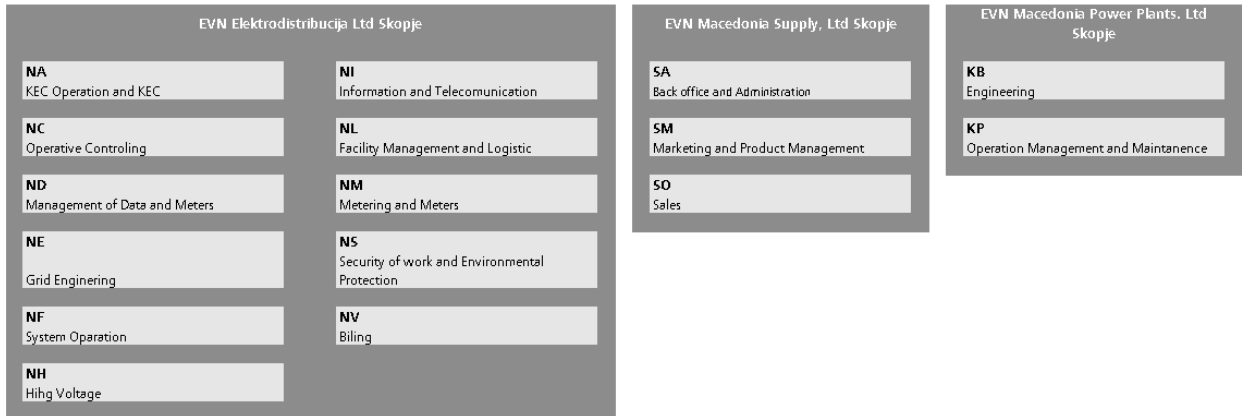 EVN Elektrodistribucija Ltd Skopje
NA
KEC Operation and KEC
NC
Operative Controling
ND
Management of Data and Meters
NE
Grid Enginering
NF
System Oparation
NH
Hihg Voltage
NI
Information and Telecomunication
NL
Facility Management and Logistic
NM
Metering and Meters
NS
Security of work and Environmental
Protection
NV
Biling
EVN Macedonia Supply, Ltd Skopje
SA
Back office and Administration
SM
Marketing and Product Management
SO
Sales
EVN Macedonia Power Plants. Ltd
Skopje
KB
Engineering
KP
Operation Management and Maintanence